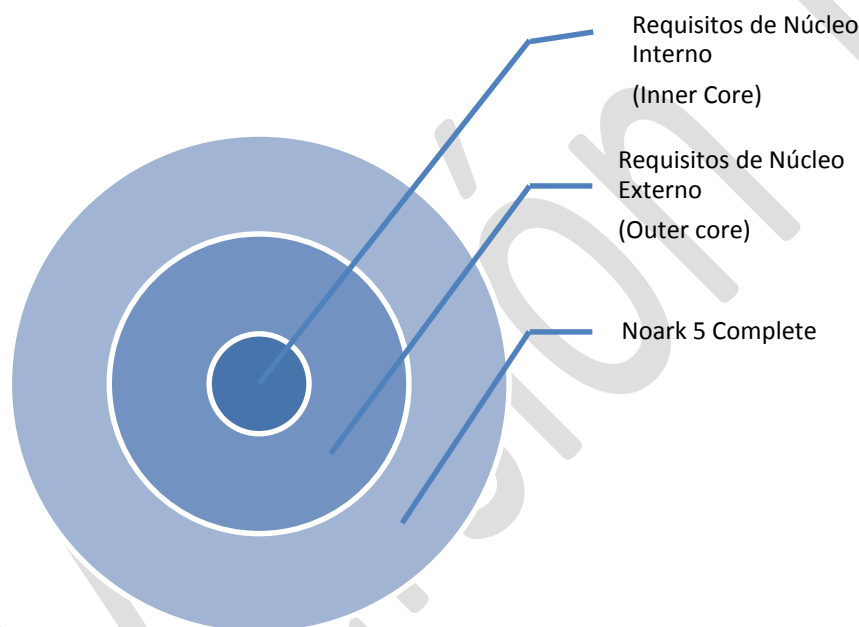 Requisitos de Núcleo
Interno
(Inner Core)
Requisitos de Núcleo
Externo
(Outer core)
Noark 5 Complete